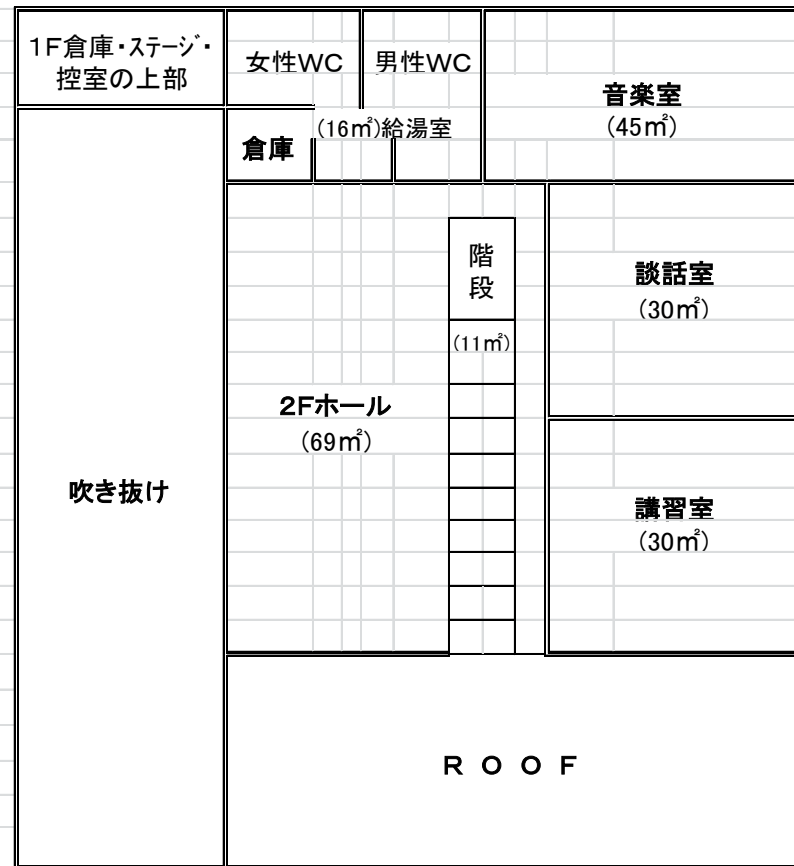 1F倉庫・ｽﾃｰｼﾞ・
控室の上部
女性WC
男性WC
音楽室
(45㎡)
(16㎡)給湯室
倉庫
階
段
(11㎡)
談話室
(30㎡)
2Fホール
(69㎡)
吹き抜け
講習室
(30㎡)
ＲＯＯＦ